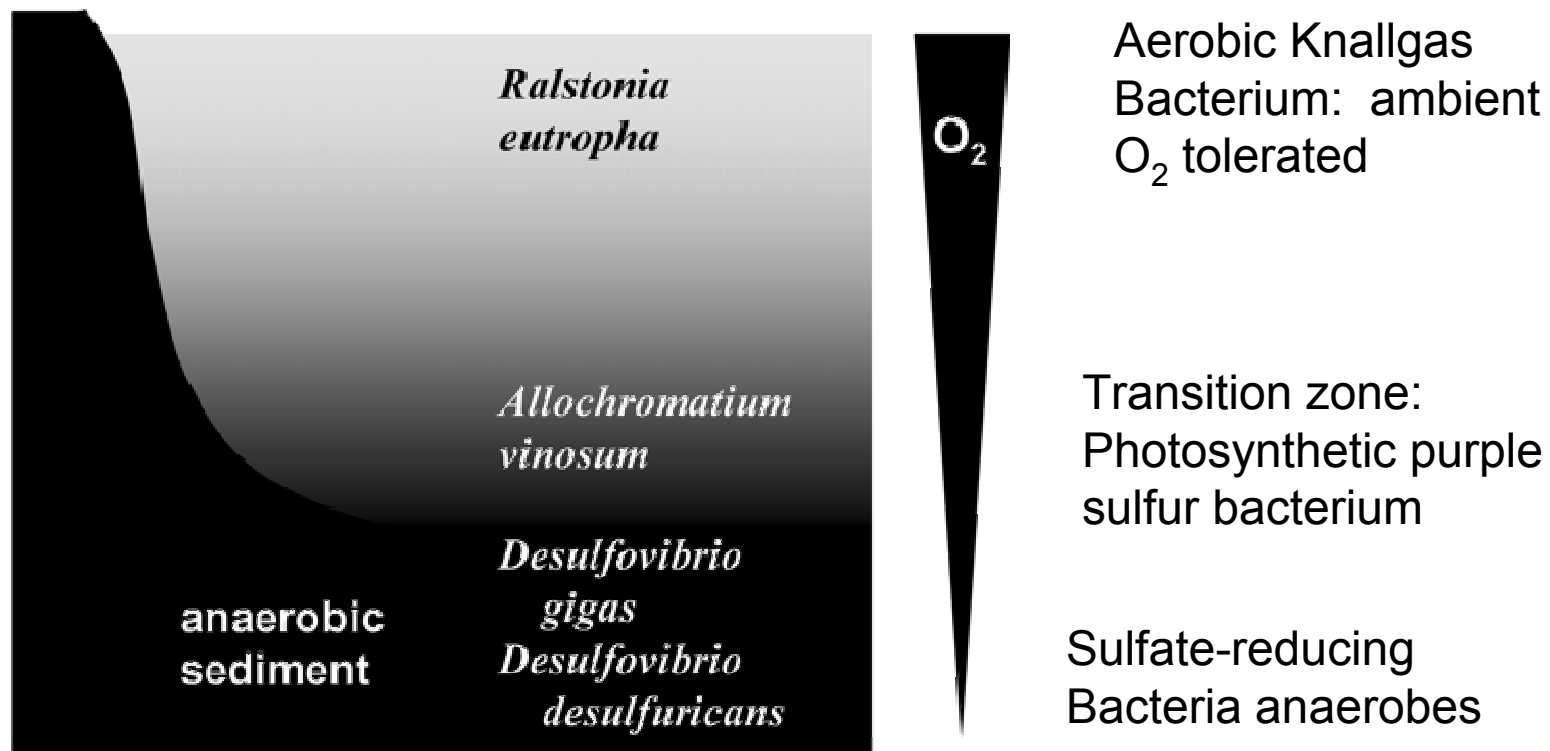 Ralstonia
eutropha
O₂
Aerobic Knallgas
Bacterium: ambient
O₂ tolerated
Allochromatium
vinosum
Transition zone:
Photosynthetic purple
sulfur bacterium
anaerobic
sediment
Desulfovibrio
gigas
Desulfovibrio
desulfuricans
Sulfate-reducing
Bacteria anaerobes